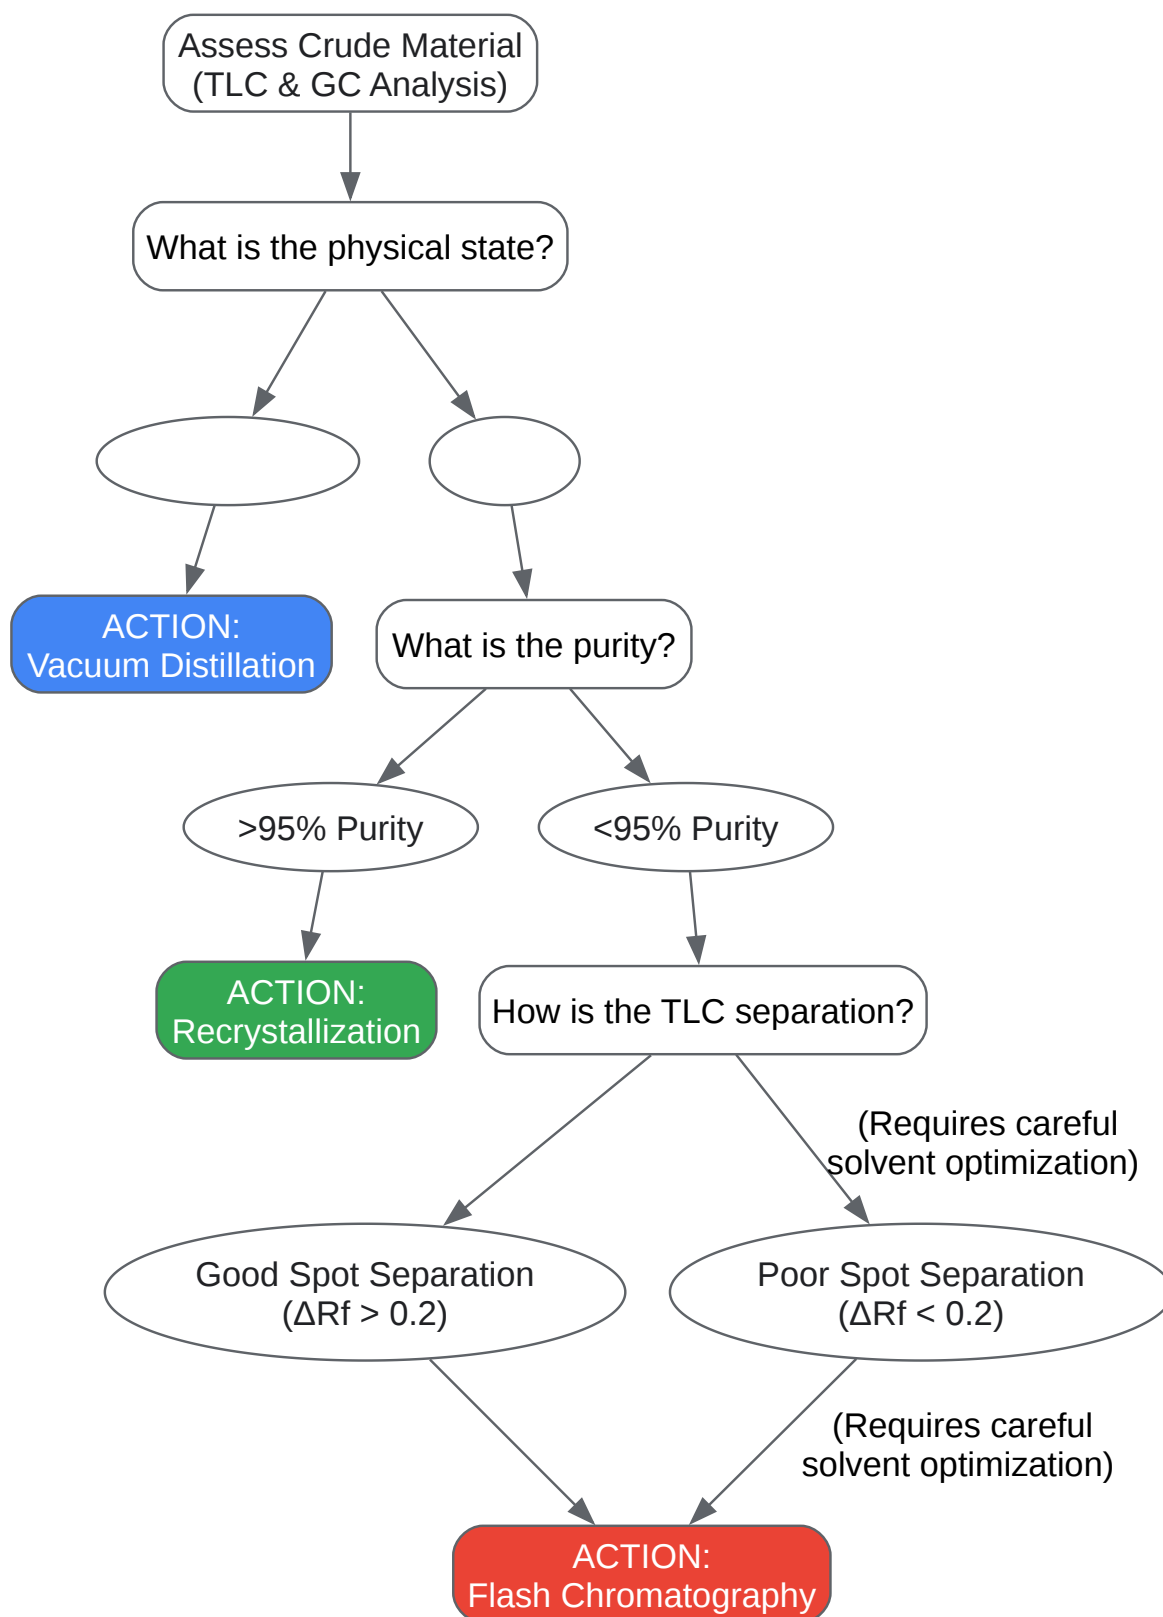 Assess Crude Material
(TLC & GC Analysis)
What is the physical state?
ACTION:
Vacuum Distillation
What is the purity?
>95% Purity
<95% Purity
ACTION:
Recrystallization
How is the TLC separation?
(Requires careful
solvent optimization)
Good Spot Separation
(ΔRf > 0.2)
Poor Spot Separation
(ΔRf < 0.2)
(Requires careful
solvent optimization)
ACTION:
Flash Chromatography